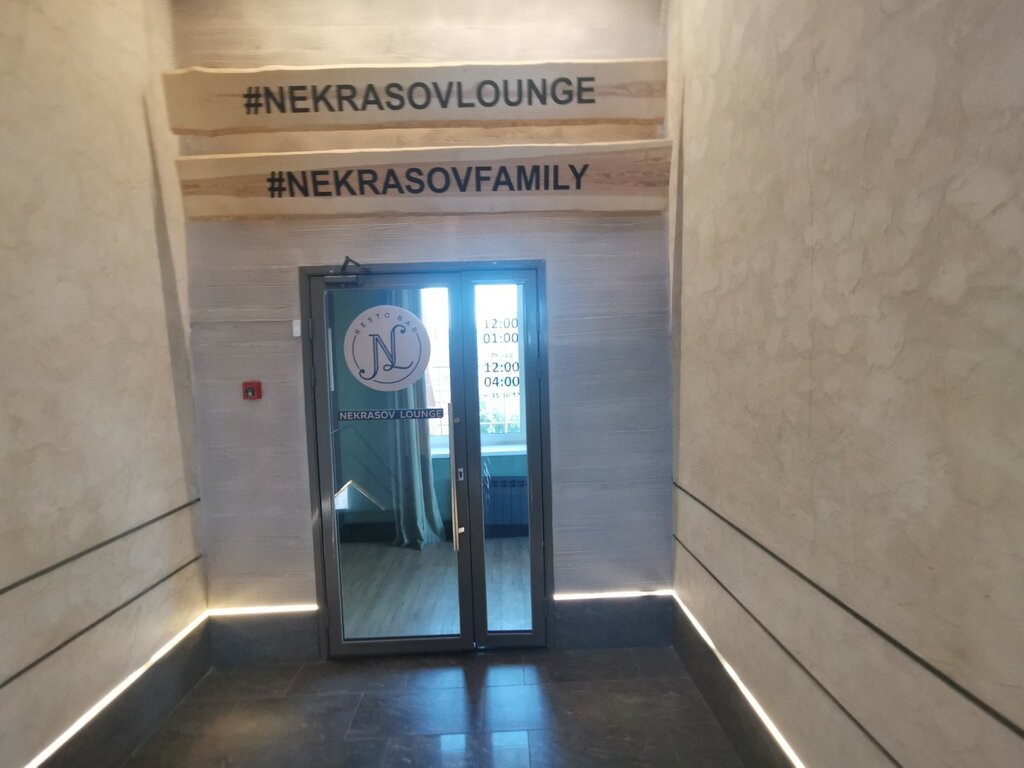 #NEKRASOVLOUNGE
#NEKRASOVFAMILY
RESTO BAR
NL
NEKRASOV LOUNGE
12:00
01:00
12:00
04:00